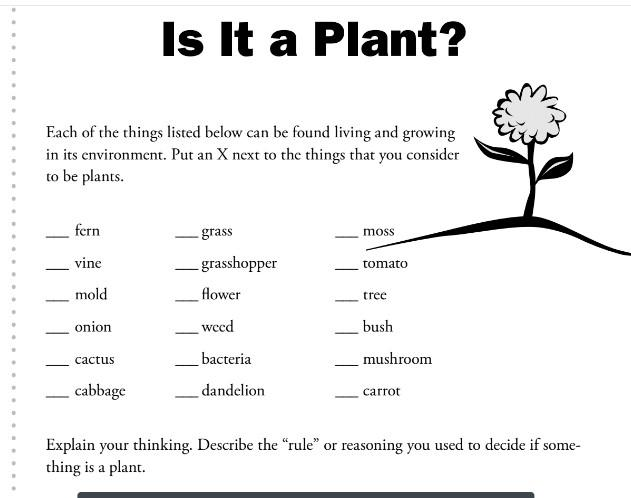 Is It a Plant?
Each of the things listed below can be found living and growing
in its environment. Put an X next to the things that you consider
to be plants.
___ fern ___ grass ___ moss
___ vine ___ grasshopper ___ tomato
___ mold ___ flower ___ tree
___ onion ___ weed ___ bush
___ cactus ___ bacteria ___ mushroom
___ cabbage ___ dandelion ___ carrot
Explain your thinking. Describe the “rule” or reasoning you used to decide if some-
thing is a plant.